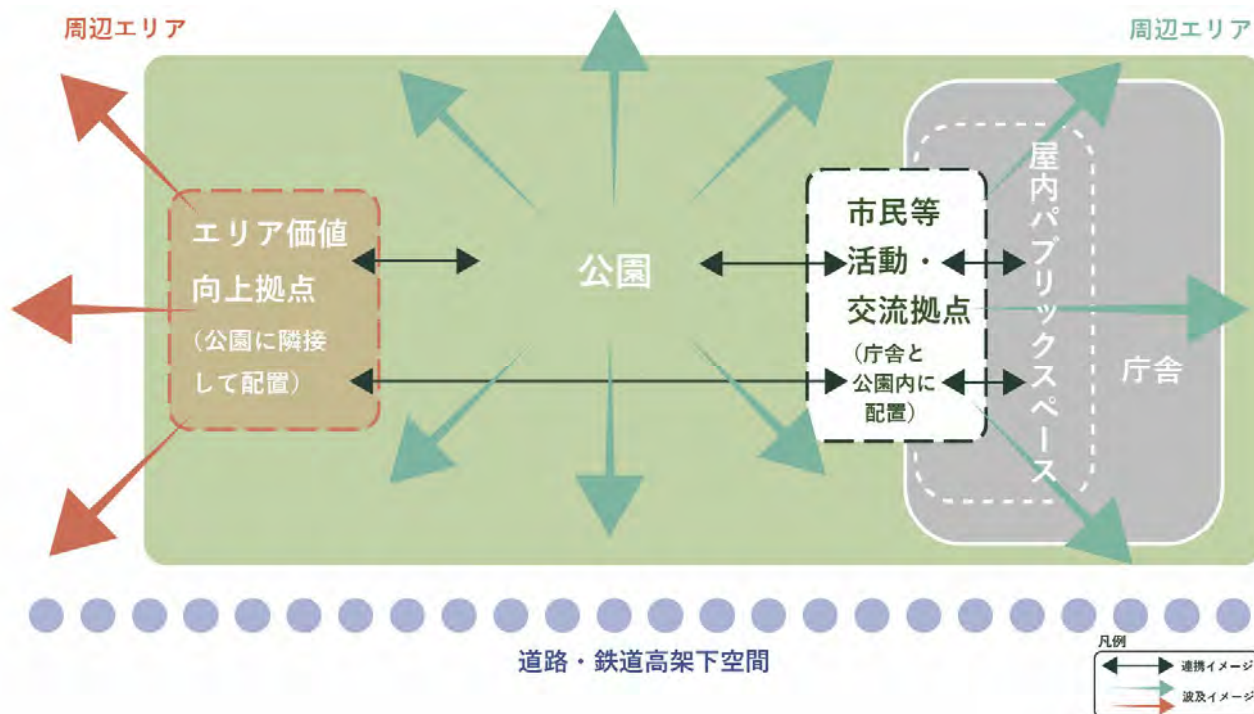 周辺エリア
周辺エリア
エリア価値
向上拠点
(公園に隣接
して配置)
公園
市民等
活動・
交流拠点
(庁舎と
公園内に
配置)
屋内パブリックスペース
庁舎
道路・鉄道高架下空間
凡例
連携イメージ
波及イメージ